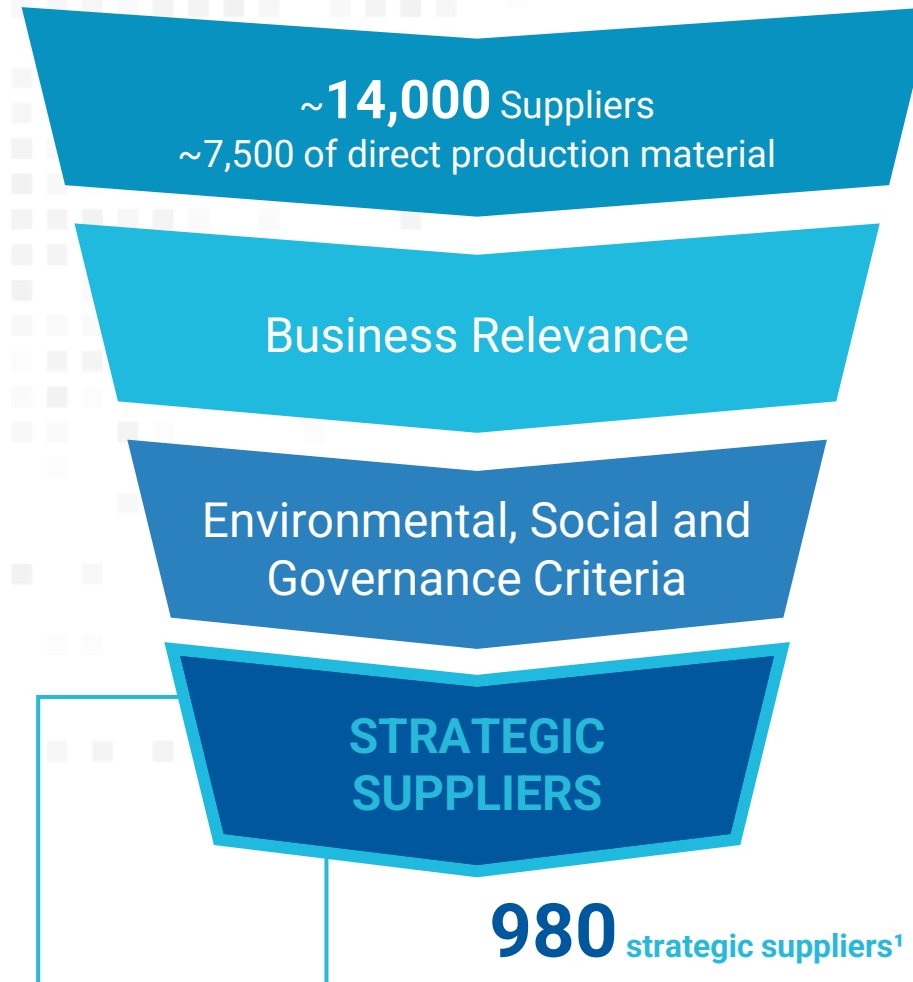 ~14,000 Suppliers
~7,500 of direct production material
Business Relevance
Environmental, Social and
Governance Criteria
STRATEGIC
SUPPLIERS
980 strategic suppliers¹